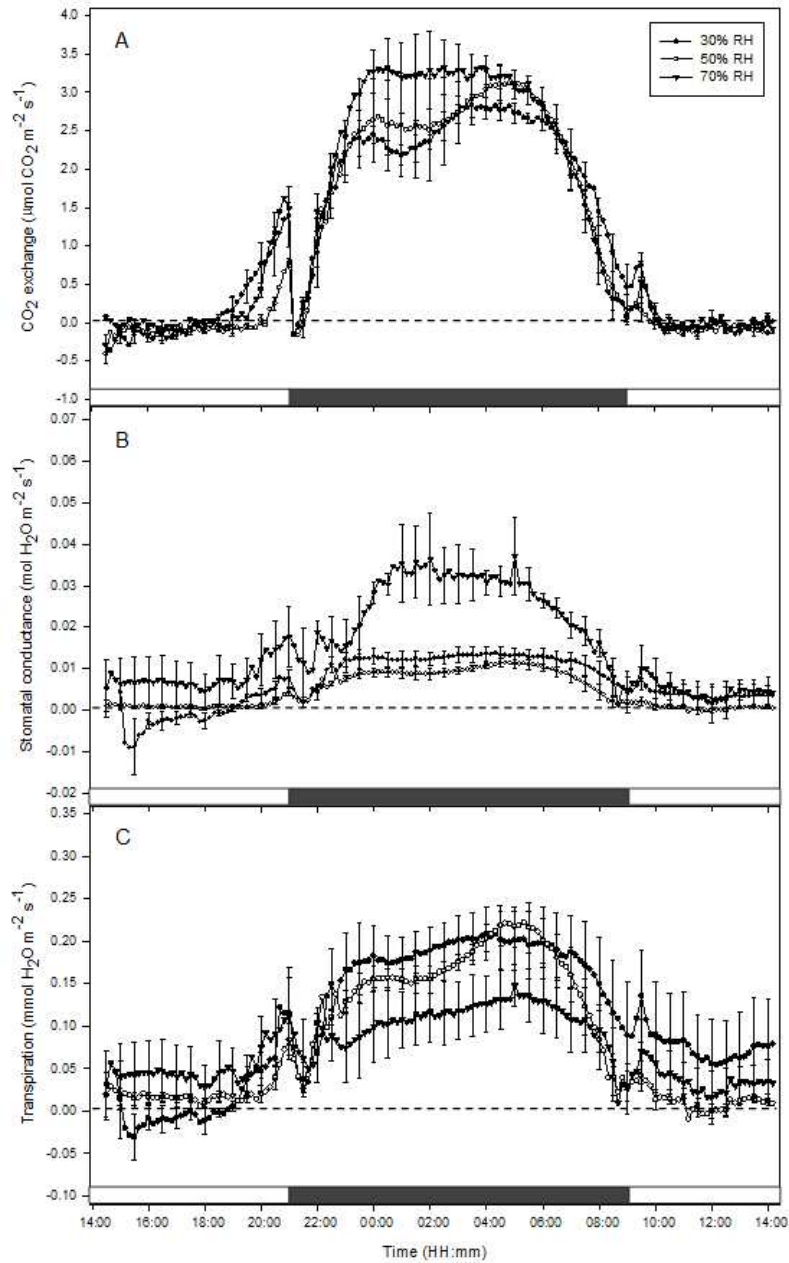 A
30% RH
50% RH
70% RH
4.0
3.5
3.0
2.5
2.0
1.5
1.0
0.5
0.0
-0.5
-1.0
CO2 exchange (µmol CO2 m-2 s-1)
B
0.07
0.06
0.05
0.04
0.03
0.02
0.01
0.00
-0.01
-0.02
Stomatal conductance (mol H2O m-2 s-1)
C
0.35
0.30
0.25
0.20
0.15
0.10
0.05
0.00
-0.05
-0.10
Transpiration (mmol H2O m-2 s-1)
14:00 16:00 18:00 20:00 22:00 00:00 02:00 04:00 06:00 08:00 10:00 12:00 14:00
Time (HH:mm)